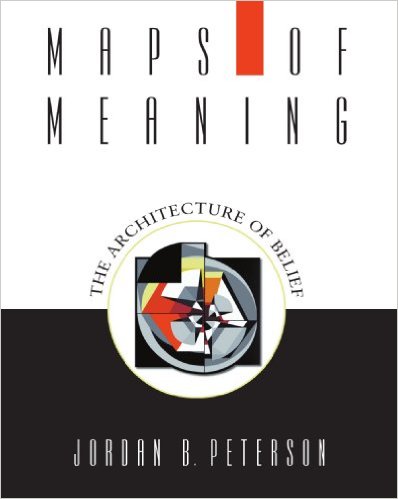 MAPS OF
MEANING
THE ARCHITECTURE OF BELIEF
JORDAN B. PETERSON